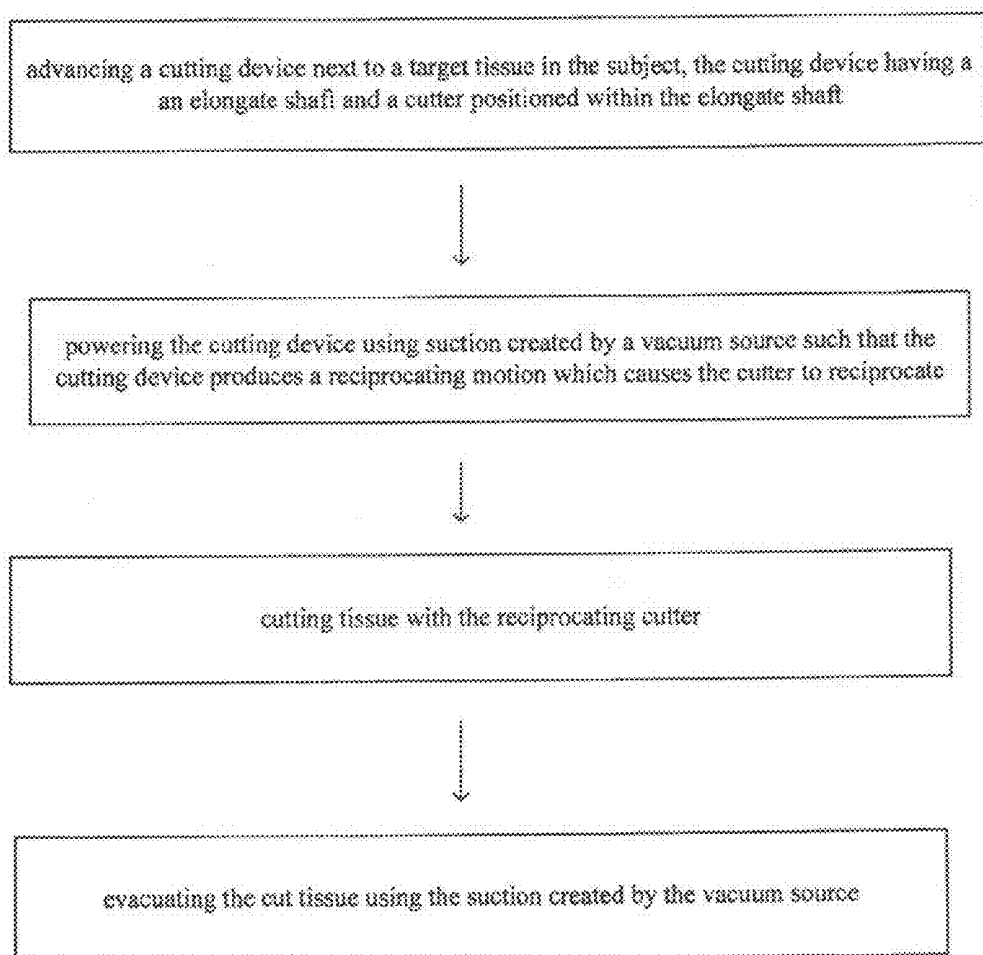 advancing a cutting device next to a target tissue in the subject, the cutting device having a
an elongate shaft and a cutter positioned within the elongate shaft
powering the cutting device using suction created by a vacuum source such that the
cutting device produces a reciprocating motion which causes the cutter to reciprocate
cutting tissue with the reciprocating cutter
evacuating the cut tissue using the suction created by the vacuum source